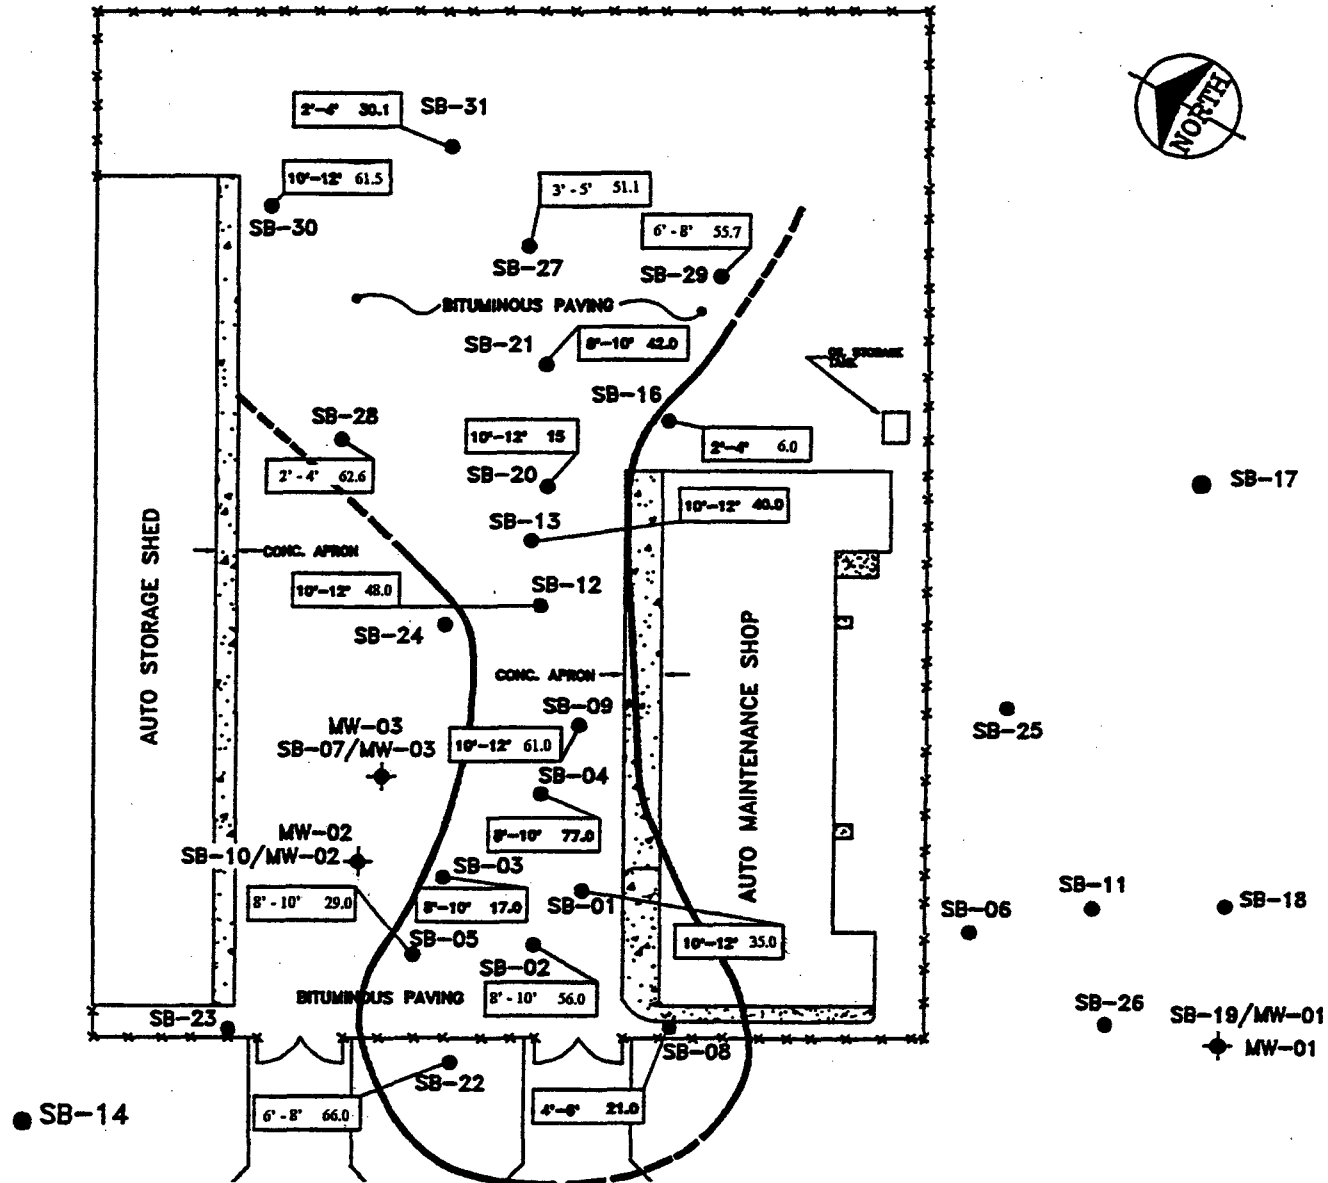 2'-4' 30.1
SB-31
NORTH
10'-12' 61.5
SB-30
3' - 5' 51.1
SB-27
6' - 8' 55.7
SB-29
BITUMINOUS PAVING
SB-21
8'-10' 42.0
OIL STORAGE
TANK
SB-16
SB-28
10'-12' 15
2'-4' 6.0
2' - 4' 62.6
SB-20
SB-17
10'-12' 40.0
SB-13
AUTO STORAGE SHED
CONC. APRON
10'-12' 48.0
SB-12
SB-24
CONC. APRON
AUTO MAINTENANCE SHOP
SB-09
SB-25
MW-03
SB-07/MW-03
10'-12' 61.0
SB-04
MW-02
SB-10/MW-02
8'-10' 77.0
SB-03
8' - 10' 29.0
8'-10' 17.0
SB-01
SB-11
SB-18
SB-06
SB-05
10'-12' 35.0
SB-02
BITUMINOUS PAVING
8' - 10' 56.0
SB-23
SB-26
SB-19/MW-01
MW-01
SB-08
SB-22
6' - 8' 66.0
4'-6' 21.0
SB-14